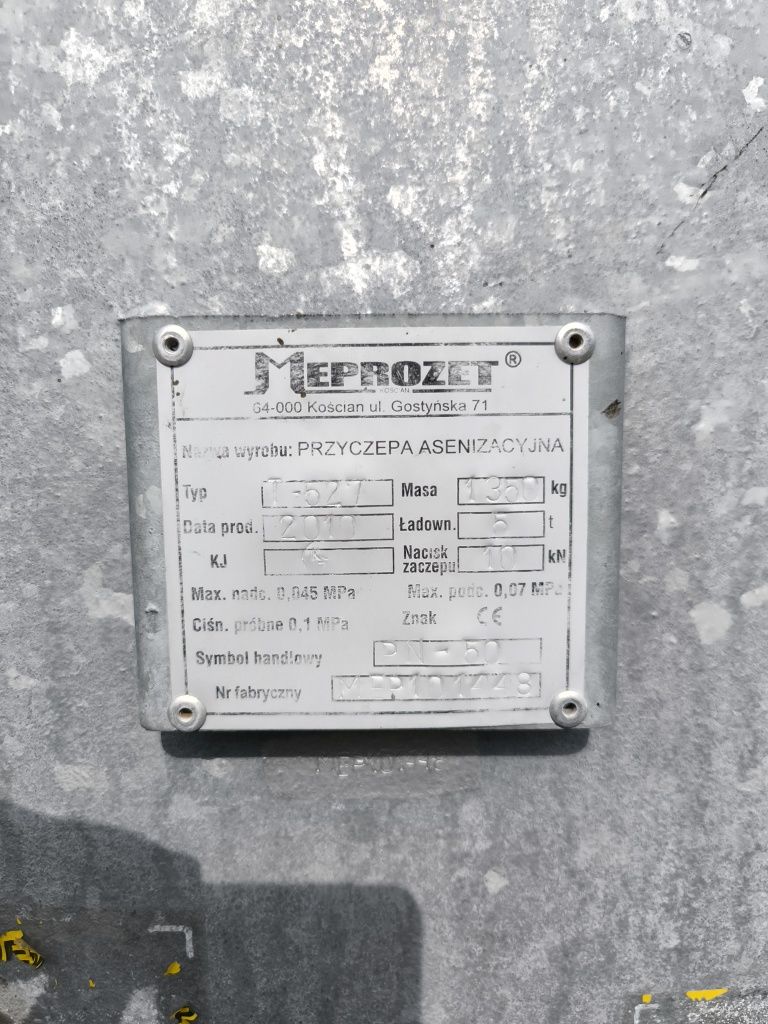 MEPROZET®
KOŚCIAN
64-000 Kościan ul. Gostyńska 71
Nazwa wyrobu: PRZYCZEPA ASENIZACYJNA
Typ T-527 Masa 1350 kg
Data prod. 2010 Ładown. 5 t
KJ Nacisk zaczepu 10 kN
Max. nadc. 0,045 MPa Max. podc. 0,07 MPa
Ciśn. próbne 0,1 MPa Znak CE
Symbol handlowy PN-50
Nr fabryczny MEP101448